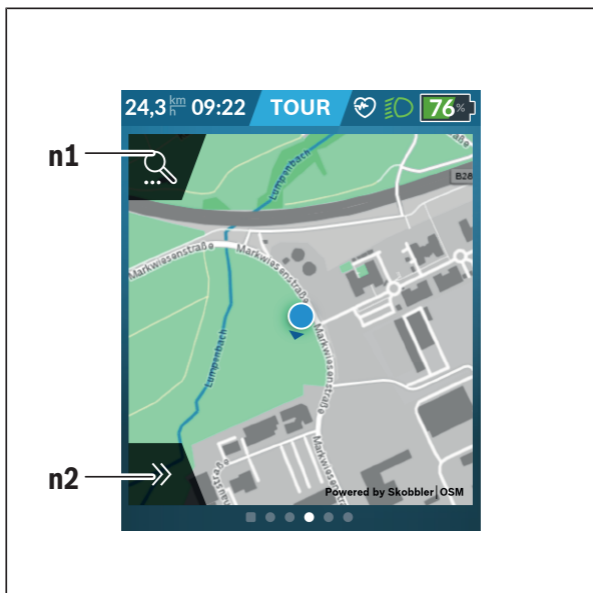 24,3 km/h 09:22 TOUR 76%
n1
Lumpenbach
B28
Markwiesenstraße
Markwiesenstraße
Markwiesenstraße
Lumpenbach
n2
Markwiesenstraße
Powered by Skobbler|OSM